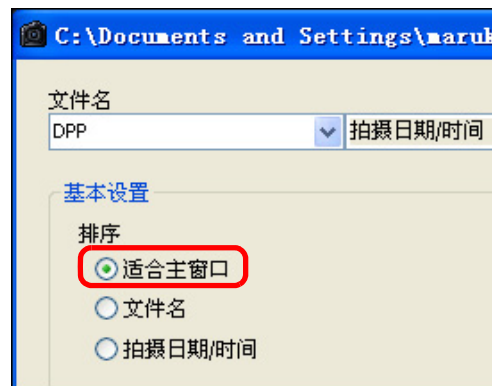 C:\Documents and Settings\maruk
文件名
DPP 拍摄日期/时间
基本设置
排序
适合主窗口
文件名
拍摄日期/时间